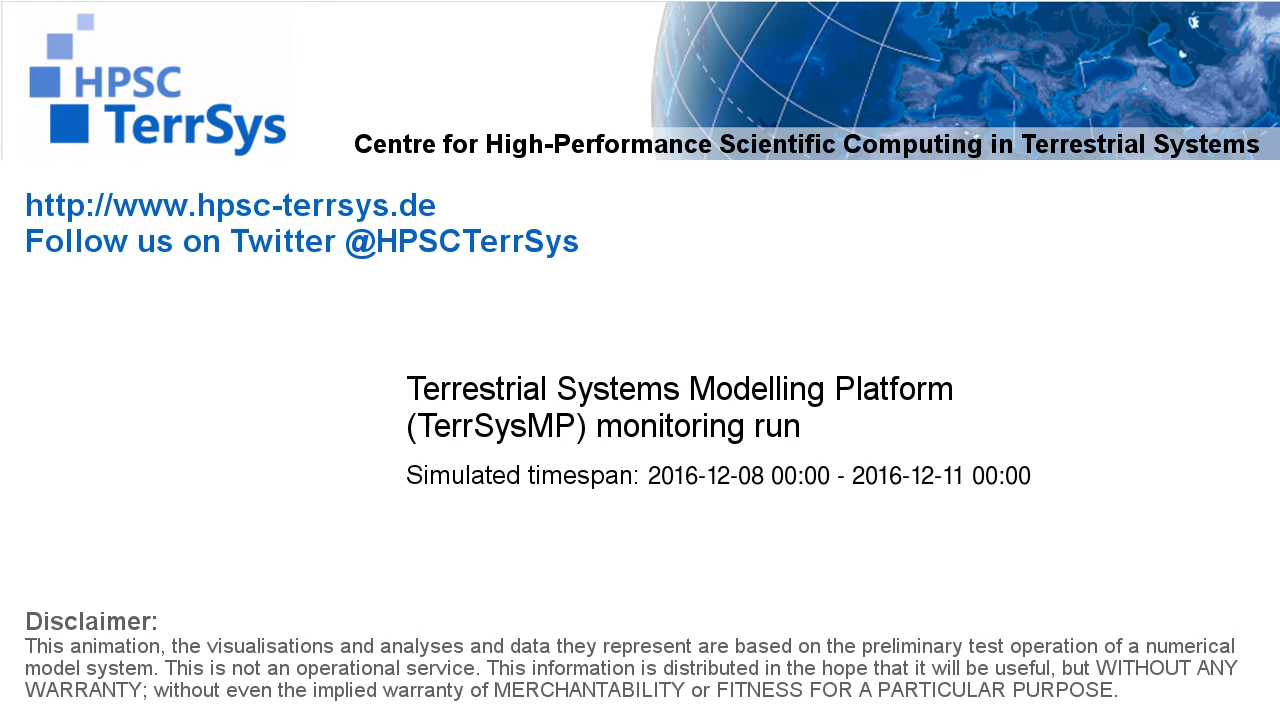 HPSC
TerrSys
Centre for High-Performance Scientific Computing in Terrestrial Systems
http://www.hpsc-terrsys.de
Follow us on Twitter @HPSCTerrSys
Terrestrial Systems Modelling Platform
(TerrSysMP) monitoring run
Simulated timespan: 2016-12-08 00:00 - 2016-12-11 00:00
Disclaimer:
This animation, the visualisations and analyses and data they represent are based on the preliminary test operation of a numerical
model system. This is not an operational service. This information is distributed in the hope that it will be useful, but WITHOUT ANY
WARRANTY; without even the implied warranty of MERCHANTABILITY or FITNESS FOR A PARTICULAR PURPOSE.